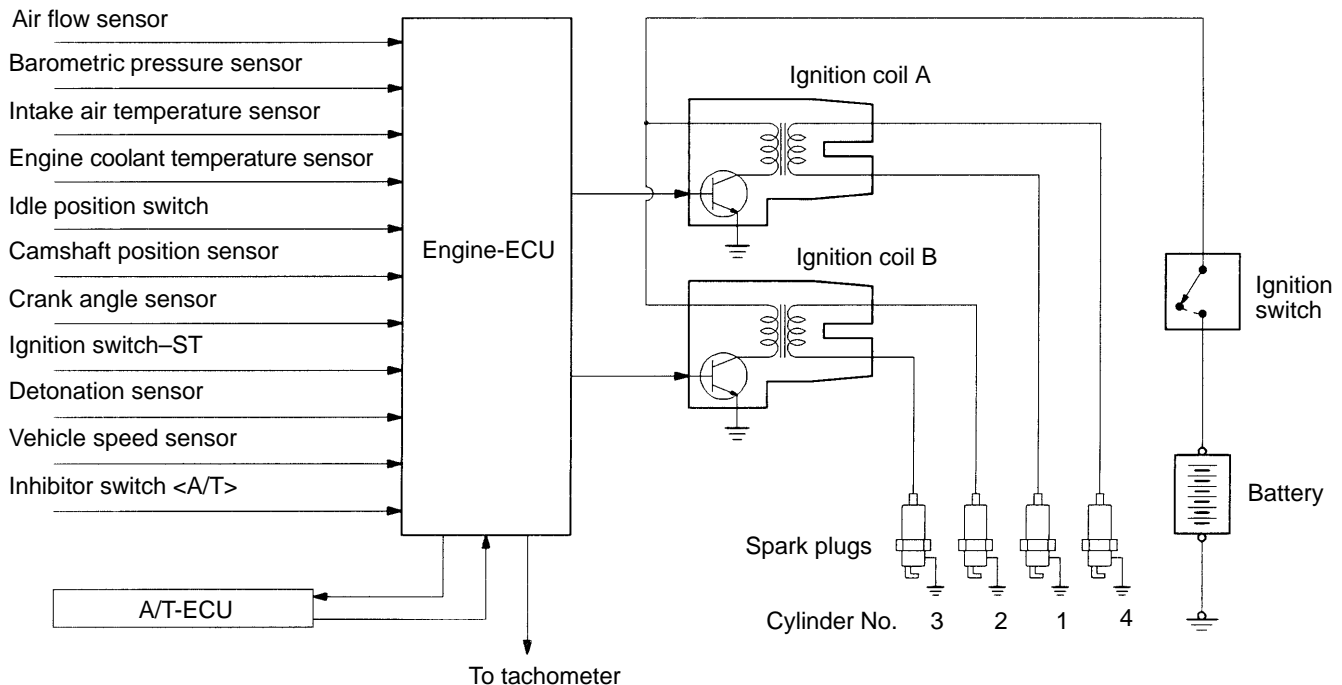 Air flow sensor
Barometric pressure sensor
Intake air temperature sensor
Engine coolant temperature sensor
Idle position switch
Camshaft position sensor
Crank angle sensor
Ignition switch–ST
Detonation sensor
Vehicle speed sensor
Inhibitor switch <A/T>
Engine-ECU
A/T-ECU
To tachometer
Ignition coil A
Ignition coil B
Ignition
switch
Battery
Spark plugs
Cylinder No. 3 2 1 4